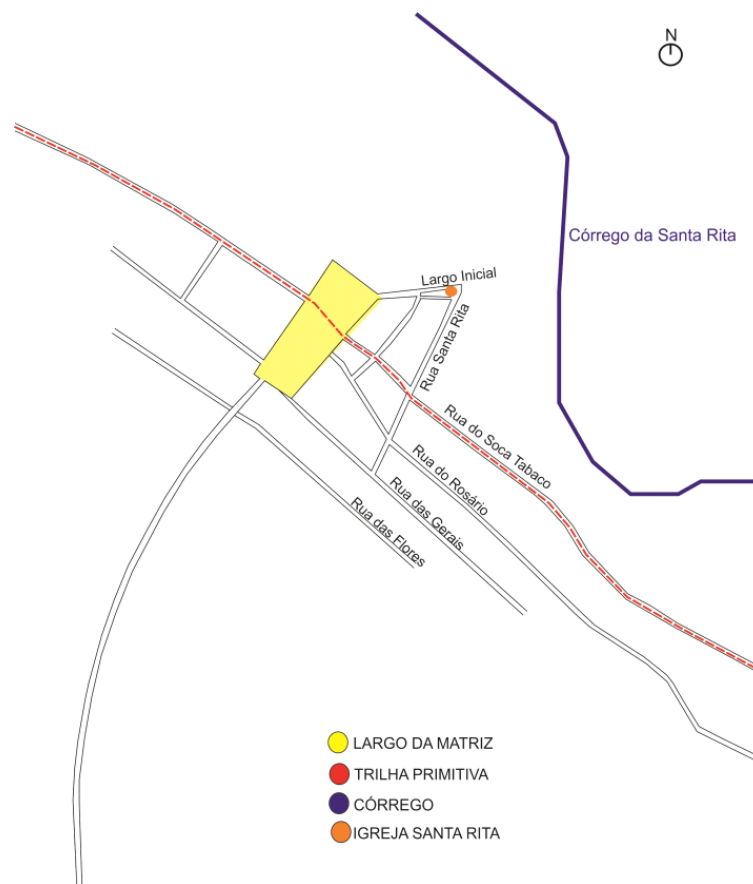 N
Córrego da Santa Rita
Largo Inicial
Rua Santa Rita
Rua do Soca Tabaco
Rua do Rosário
Rua das Gerais
Rua das Flores
LARGO DA MATRIZ
TRILHA PRIMITIVA
CÓRREGO
IGREJA SANTA RITA